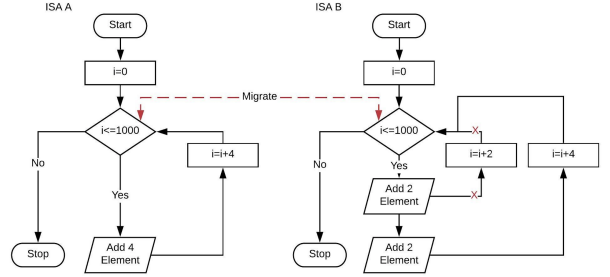 ISA A
Start
i=0
i<=1000
No
Yes
i=i+4
Add 4
Element
Stop
Migrate
ISA B
Start
i=0
i<=1000
No
Yes
X
i=i+2
i=i+4
Add 2
Element
X
Add 2
Element
Stop